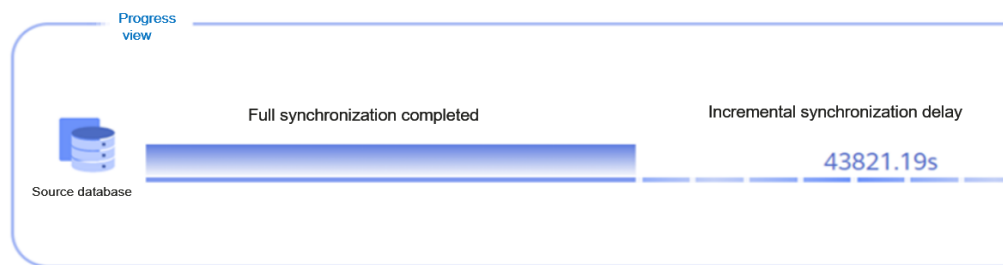 Progress
view
Full synchronization completed
Incremental synchronization delay
43821.19s
Source database